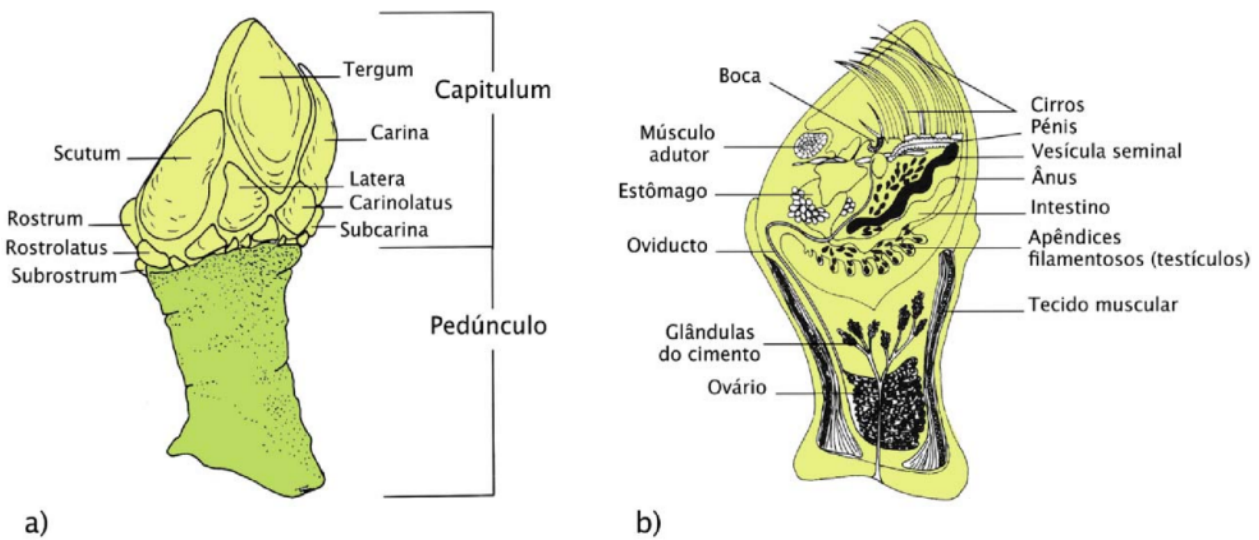 Tergum
Capitulum
Carina
Scutum
Latera
Carinolatus
Rostrum
Subcarina
Rostrolatus
Subrostrum
Pedúnculo
a)
Boca
Cirros
Pénis
Músculo
adutor
Vesícula seminal
Ânus
Estômago
Intestino
Oviducto
Apêndices
filamentosos (testículos)
Tecido muscular
Glândulas
do cimento
Ovário
b)